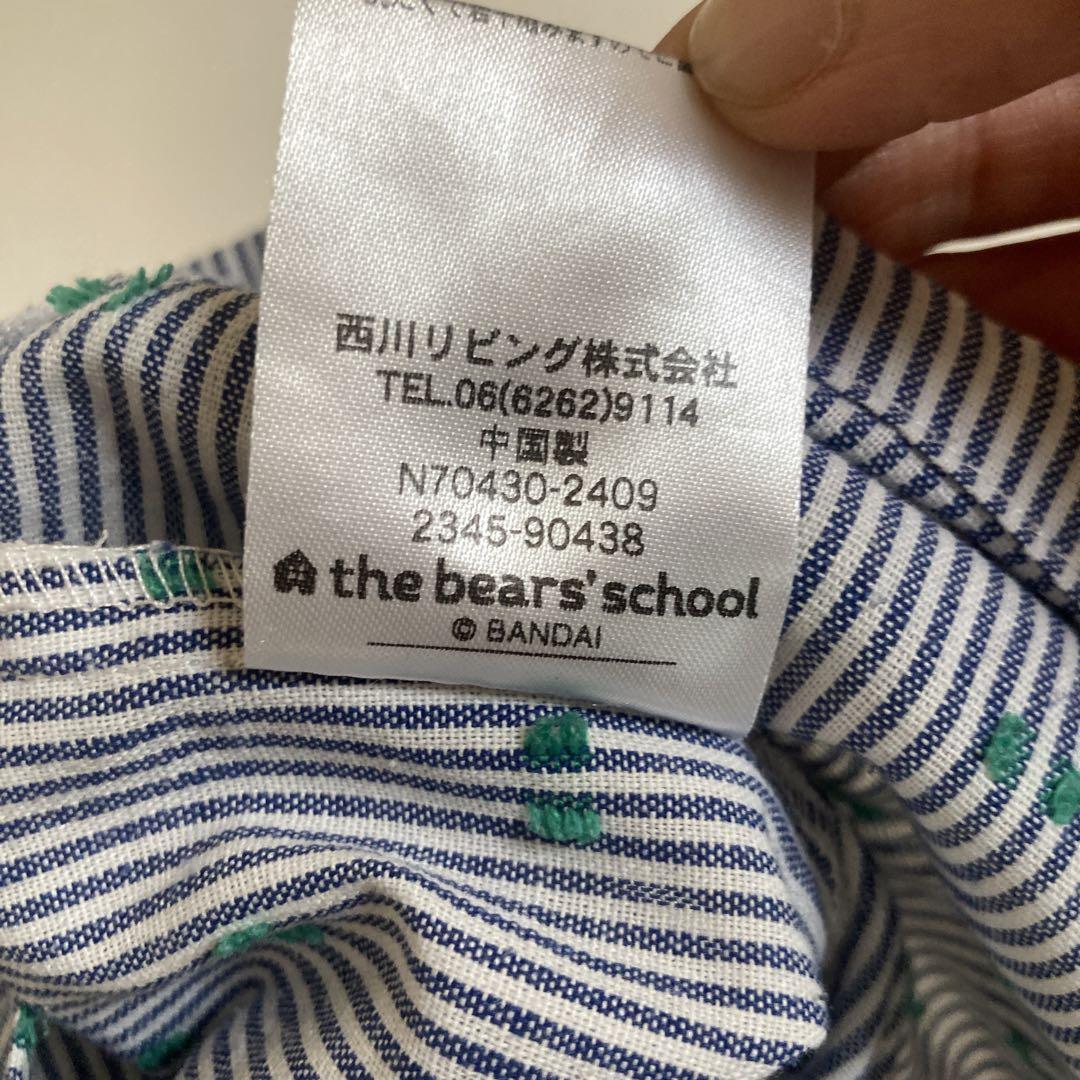 西川リビング株式会社
TEL.06(6262)9114
中国製
N70430-2409
2345-90438
the bears'school
© BANDAI